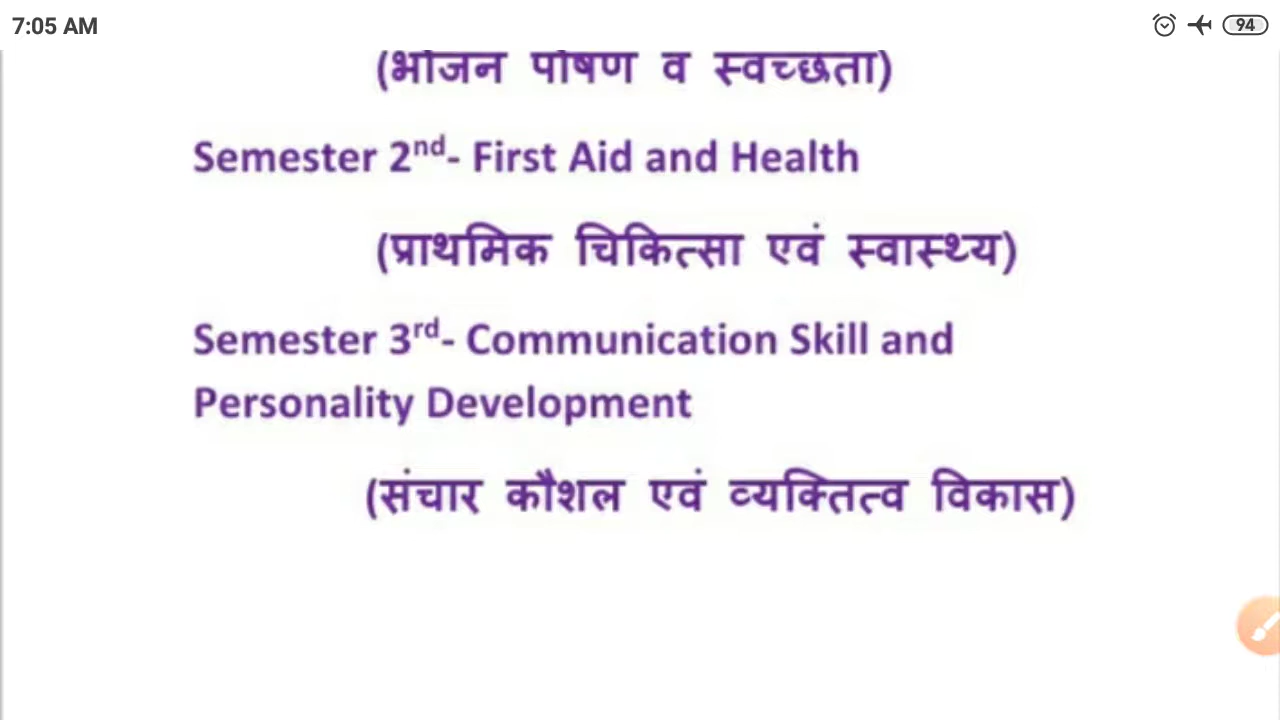 7:05 AM
94
(भोजन पोषण व स्वच्छता)
Semester 2nd- First Aid and Health
(प्राथमिक चिकित्सा एवं स्वास्थ्य)
Semester 3rd- Communication Skill and
Personality Development
(संचार कौशल एवं व्यक्तित्व विकास)